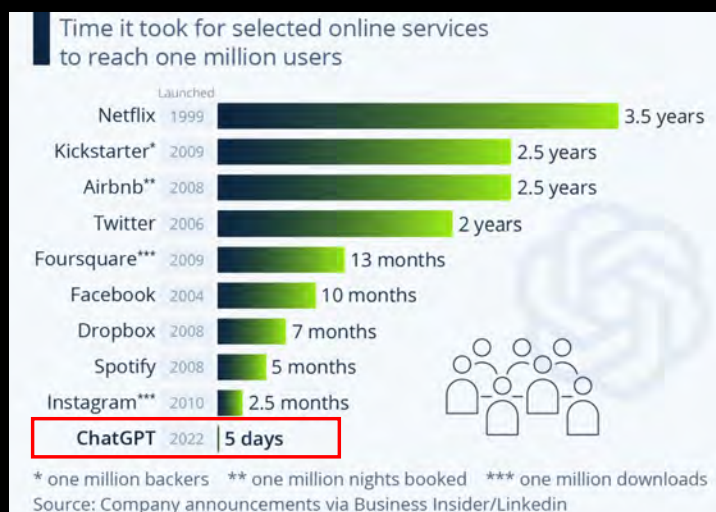 Time it took for selected online services
to reach one million users
Launched
Netflix 1999 3.5 years
Kickstarter* 2009 2.5 years
Airbnb** 2008 2.5 years
Twitter 2006 2 years
Foursquare*** 2009 13 months
Facebook 2004 10 months
Dropbox 2008 7 months
Spotify 2008 5 months
Instagram*** 2010 2.5 months
ChatGPT 2022 5 days
* one million backers ** one million nights booked *** one million downloads
Source: Company announcements via Business Insider/Linkedin